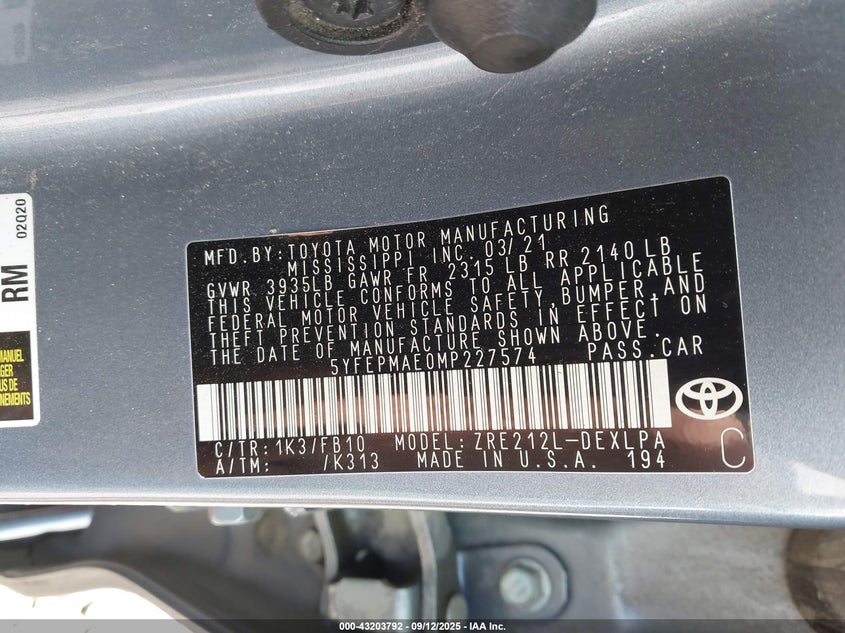 02Q20
RM
MANUEL
MFD. BY: TOYOTA MOTOR MANUFACTURING
MISSISSIPPI INC. 03/21
GVWR 3935LB GAWR FR 2315 LB RR 2140 LB
THIS VEHICLE CONFORMS TO ALL APPLICABLE
FEDERAL MOTOR VEHICLE SAFETY, BUMPER, AND
THEFT PREVENTION STANDARDS IN EFFECT ON
THE DATE OF MANUFACTURE SHOWN ABOVE.
5YFEPMAE0MP227574 PASS. CAR
C/TR: 1K3/FB10 MODEL: ZRE212L-DEXLPA
A/TM: /K313 MADE IN U.S.A. 194
C
000-43203792 - 09/12/2025 - IAA Inc.